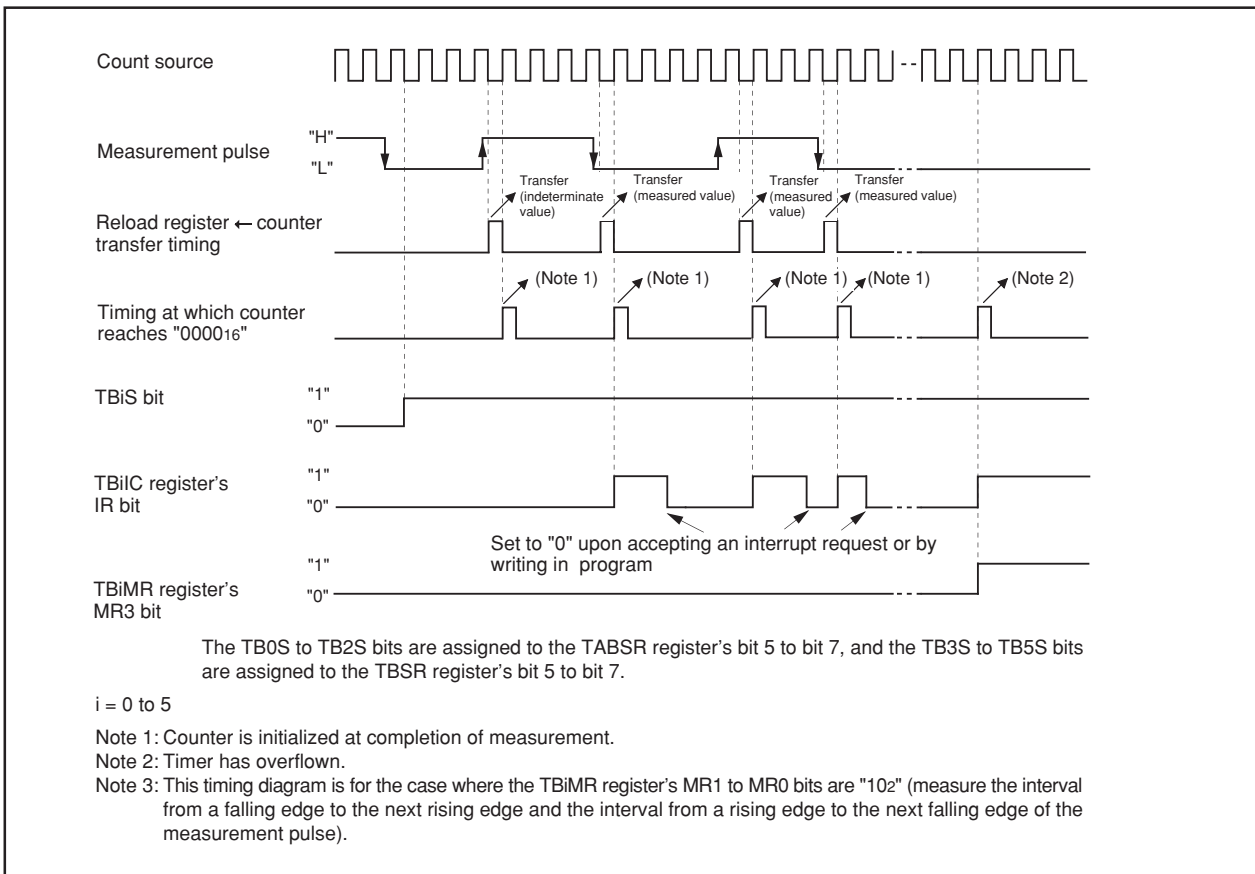 Count source
Measurement pulse
"H"
"L"
Reload register ← counter
transfer timing
Transfer
(indeterminate
value)
Transfer
(measured value)
Transfer
(measured
value)
Transfer
(measured value)
Timing at which counter
reaches "000016"
(Note 1)
(Note 1)
(Note 1)
(Note 1)
(Note 2)
TBiS bit
"1"
"0"
TBiIC register's
IR bit
"1"
"0"
Set to "0" upon accepting an interrupt request or by
writing in program
TBiMR register's
MR3 bit
"1"
"0"
The TB0S to TB2S bits are assigned to the TABSR register's bit 5 to bit 7, and the TB3S to TB5S bits
are assigned to the TBSR register's bit 5 to bit 7.
i = 0 to 5
Note 1: Counter is initialized at completion of measurement.
Note 2: Timer has overflown.
Note 3: This timing diagram is for the case where the TBiMR register's MR1 to MR0 bits are "102" (measure the interval
from a falling edge to the next rising edge and the interval from a rising edge to the next falling edge of the
measurement pulse).